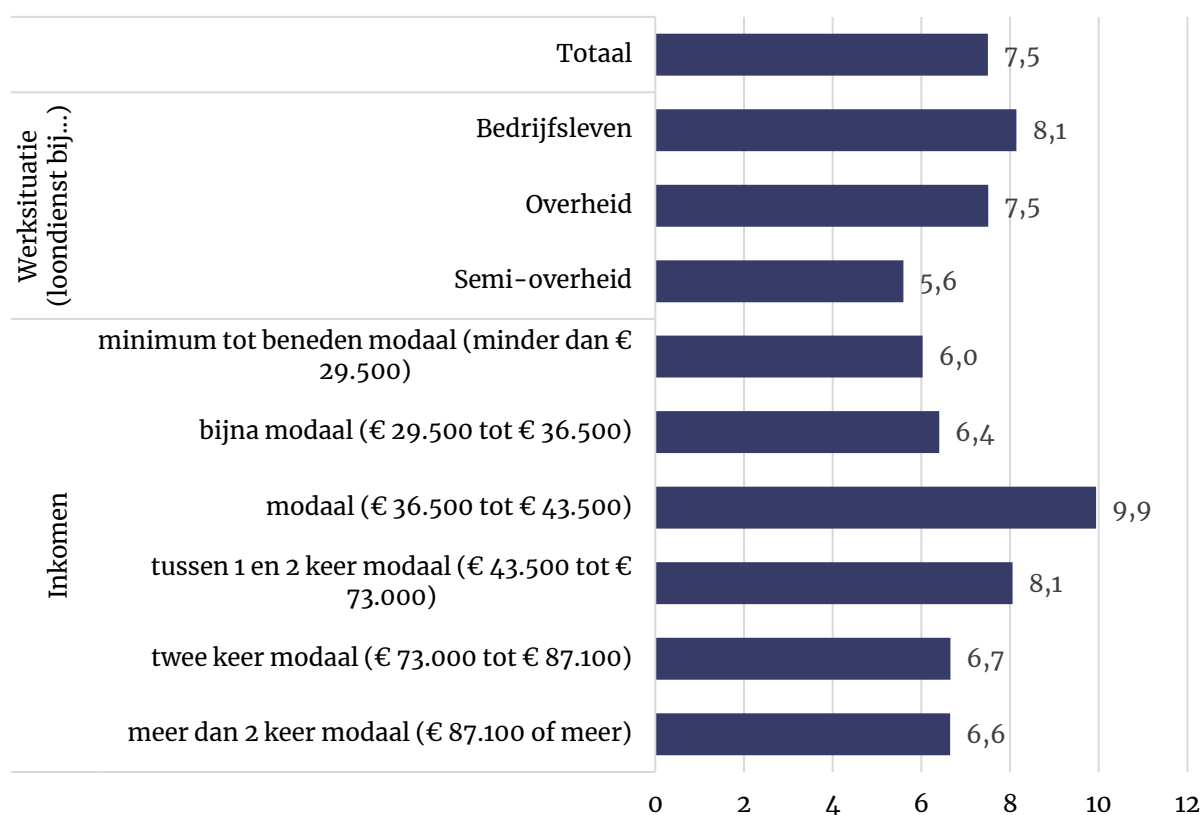 Totaal
7,5
Werksituatie
(loondienst bij...)
Bedrijfsleven
8,1
Overheid
7,5
Semi-overheid
5,6
Inkomen
minimum tot beneden modaal (minder dan €
29.500)
6,0
bijna modaal (€ 29.500 tot € 36.500)
6,4
modaal (€ 36.500 tot € 43.500)
9,9
tussen 1 en 2 keer modaal (€ 43.500 tot €
73.000)
8,1
twee keer modaal (€ 73.000 tot € 87.100)
6,7
meer dan 2 keer modaal (€ 87.100 of meer)
6,6
0 2 4 6 8 10 12